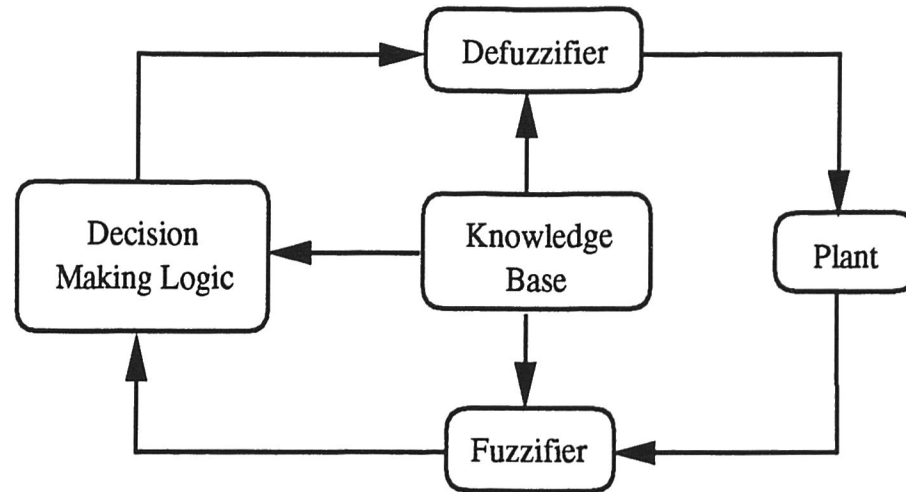 Defuzzifier
Decision
Making Logic
Knowledge
Base
Plant
Fuzzifier